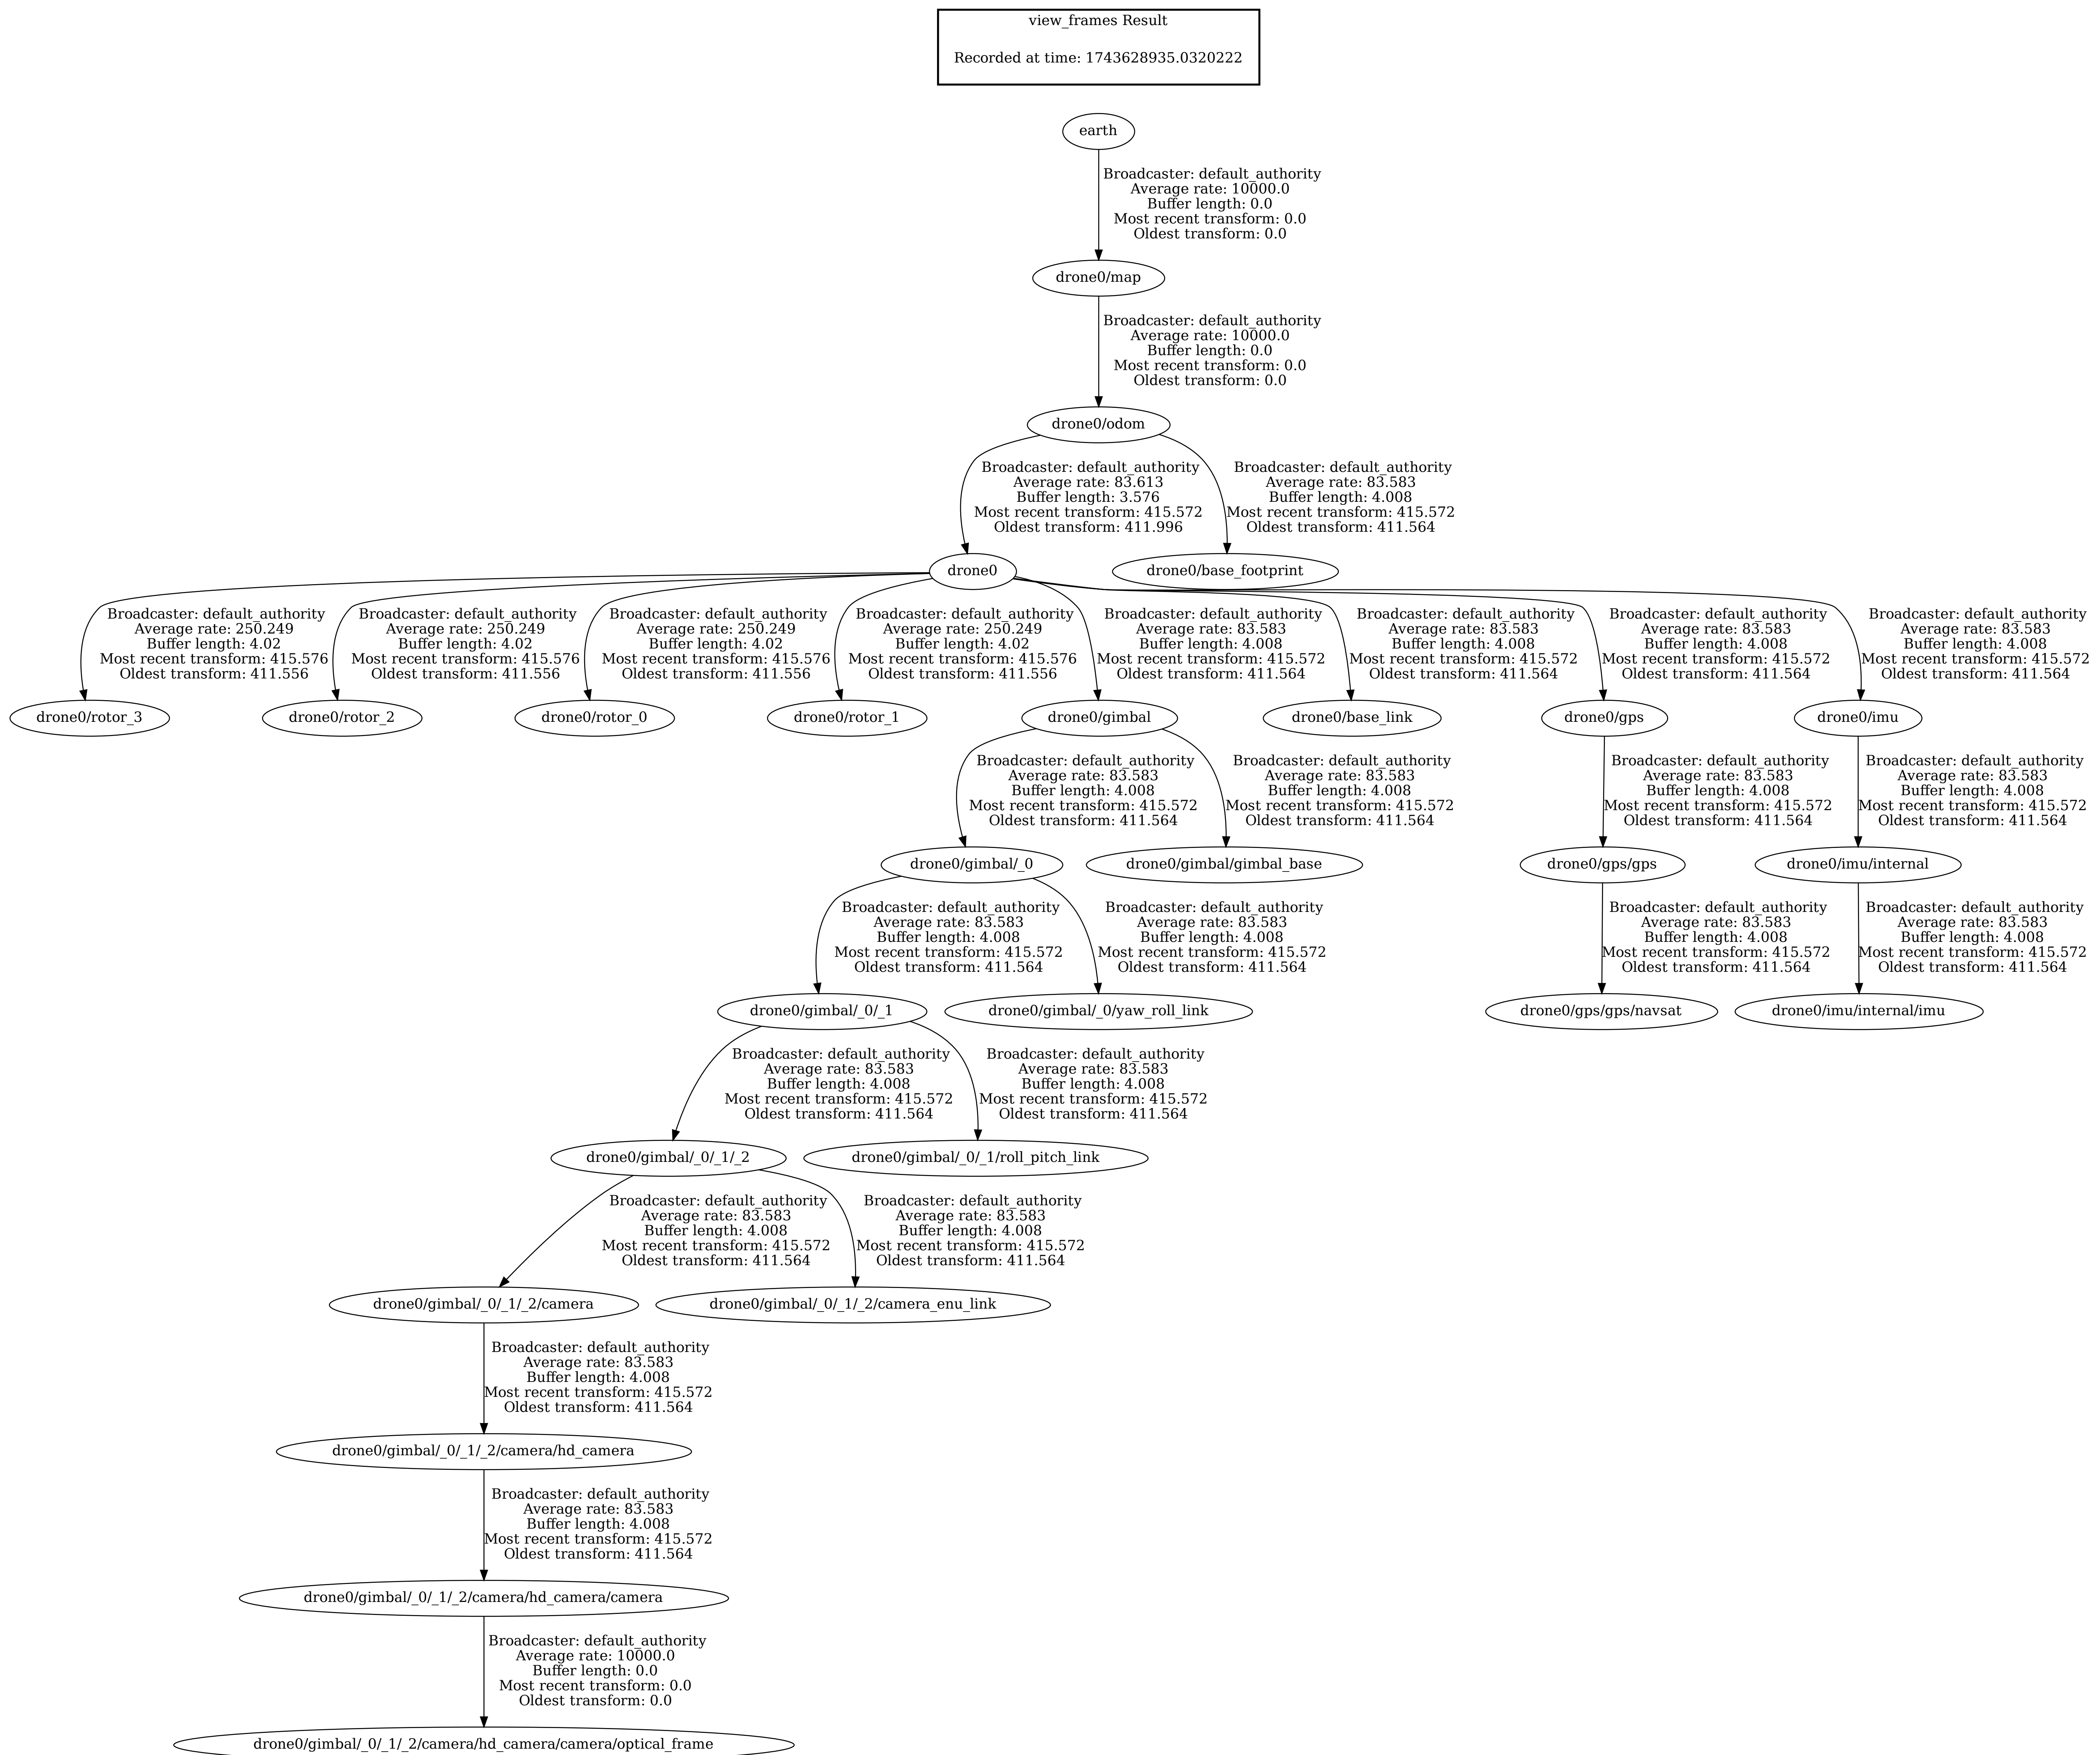 view_frames Result
Recorded at time: 1743628935.0320222
earth
Broadcaster: default_authority
Average rate: 10000.0
Buffer length: 0.0
Most recent transform: 0.0
Oldest transform: 0.0
drone0/map
Broadcaster: default_authority
Average rate: 10000.0
Buffer length: 0.0
Most recent transform: 0.0
Oldest transform: 0.0
drone0/odom
Broadcaster: default_authority
Average rate: 83.613
Buffer length: 3.576
Most recent transform: 415.572
Oldest transform: 411.996
Broadcaster: default_authority
Average rate: 83.583
Buffer length: 4.008
Most recent transform: 415.572
Oldest transform: 411.564
drone0
drone0/base_footprint
Broadcaster: default_authority
Average rate: 250.249
Buffer length: 4.02
Most recent transform: 415.576
Oldest transform: 411.556
Broadcaster: default_authority
Average rate: 250.249
Buffer length: 4.02
Most recent transform: 415.576
Oldest transform: 411.556
Broadcaster: default_authority
Average rate: 250.249
Buffer length: 4.02
Most recent transform: 415.576
Oldest transform: 411.556
Broadcaster: default_authority
Average rate: 250.249
Buffer length: 4.02
Most recent transform: 415.576
Oldest transform: 411.556
Broadcaster: default_authority
Average rate: 83.583
Buffer length: 4.008
Most recent transform: 415.572
Oldest transform: 411.564
Broadcaster: default_authority
Average rate: 83.583
Buffer length: 4.008
Most recent transform: 415.572
Oldest transform: 411.564
Broadcaster: default_authority
Average rate: 83.583
Buffer length: 4.008
Most recent transform: 415.572
Oldest transform: 411.564
Broadcaster: default_authority
Average rate: 83.583
Buffer length: 4.008
Most recent transform: 415.572
Oldest transform: 411.564
drone0/rotor_3
drone0/rotor_2
drone0/rotor_0
drone0/rotor_1
drone0/gimbal
drone0/base_link
drone0/gps
drone0/imu
Broadcaster: default_authority
Average rate: 83.583
Buffer length: 4.008
Most recent transform: 415.572
Oldest transform: 411.564
Broadcaster: default_authority
Average rate: 83.583
Buffer length: 4.008
Most recent transform: 415.572
Oldest transform: 411.564
Broadcaster: default_authority
Average rate: 83.583
Buffer length: 4.008
Most recent transform: 415.572
Oldest transform: 411.564
Broadcaster: default_authority
Average rate: 83.583
Buffer length: 4.008
Most recent transform: 415.572
Oldest transform: 411.564
drone0/gimbal/_0
drone0/gimbal/gimbal_base
drone0/gps/gps
drone0/imu/internal
Broadcaster: default_authority
Average rate: 83.583
Buffer length: 4.008
Most recent transform: 415.572
Oldest transform: 411.564
Broadcaster: default_authority
Average rate: 83.583
Buffer length: 4.008
Most recent transform: 415.572
Oldest transform: 411.564
Broadcaster: default_authority
Average rate: 83.583
Buffer length: 4.008
Most recent transform: 415.572
Oldest transform: 411.564
Broadcaster: default_authority
Average rate: 83.583
Buffer length: 4.008
Most recent transform: 415.572
Oldest transform: 411.564
drone0/gimbal/_0/_1
drone0/gimbal/_0/yaw_roll_link
drone0/gps/gps/navsat
drone0/imu/internal/imu
Broadcaster: default_authority
Average rate: 83.583
Buffer length: 4.008
Most recent transform: 415.572
Oldest transform: 411.564
Broadcaster: default_authority
Average rate: 83.583
Buffer length: 4.008
Most recent transform: 415.572
Oldest transform: 411.564
drone0/gimbal/_0/_1/_2
drone0/gimbal/_0/_1/roll_pitch_link
Broadcaster: default_authority
Average rate: 83.583
Buffer length: 4.008
Most recent transform: 415.572
Oldest transform: 411.564
Broadcaster: default_authority
Average rate: 83.583
Buffer length: 4.008
Most recent transform: 415.572
Oldest transform: 411.564
drone0/gimbal/_0/_1/_2/camera
drone0/gimbal/_0/_1/_2/camera_enu_link
Broadcaster: default_authority
Average rate: 83.583
Buffer length: 4.008
Most recent transform: 415.572
Oldest transform: 411.564
drone0/gimbal/_0/_1/_2/camera/hd_camera
Broadcaster: default_authority
Average rate: 83.583
Buffer length: 4.008
Most recent transform: 415.572
Oldest transform: 411.564
drone0/gimbal/_0/_1/_2/camera/hd_camera/camera
Broadcaster: default_authority
Average rate: 10000.0
Buffer length: 0.0
Most recent transform: 0.0
Oldest transform: 0.0
drone0/gimbal/_0/_1/_2/camera/hd_camera/camera/optical_frame